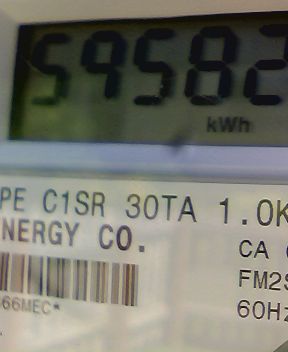 59582
kWh
PE C1SR 30TA 1.0K
NERGY CO.
CA
FM2S
66MEC*
60Hz